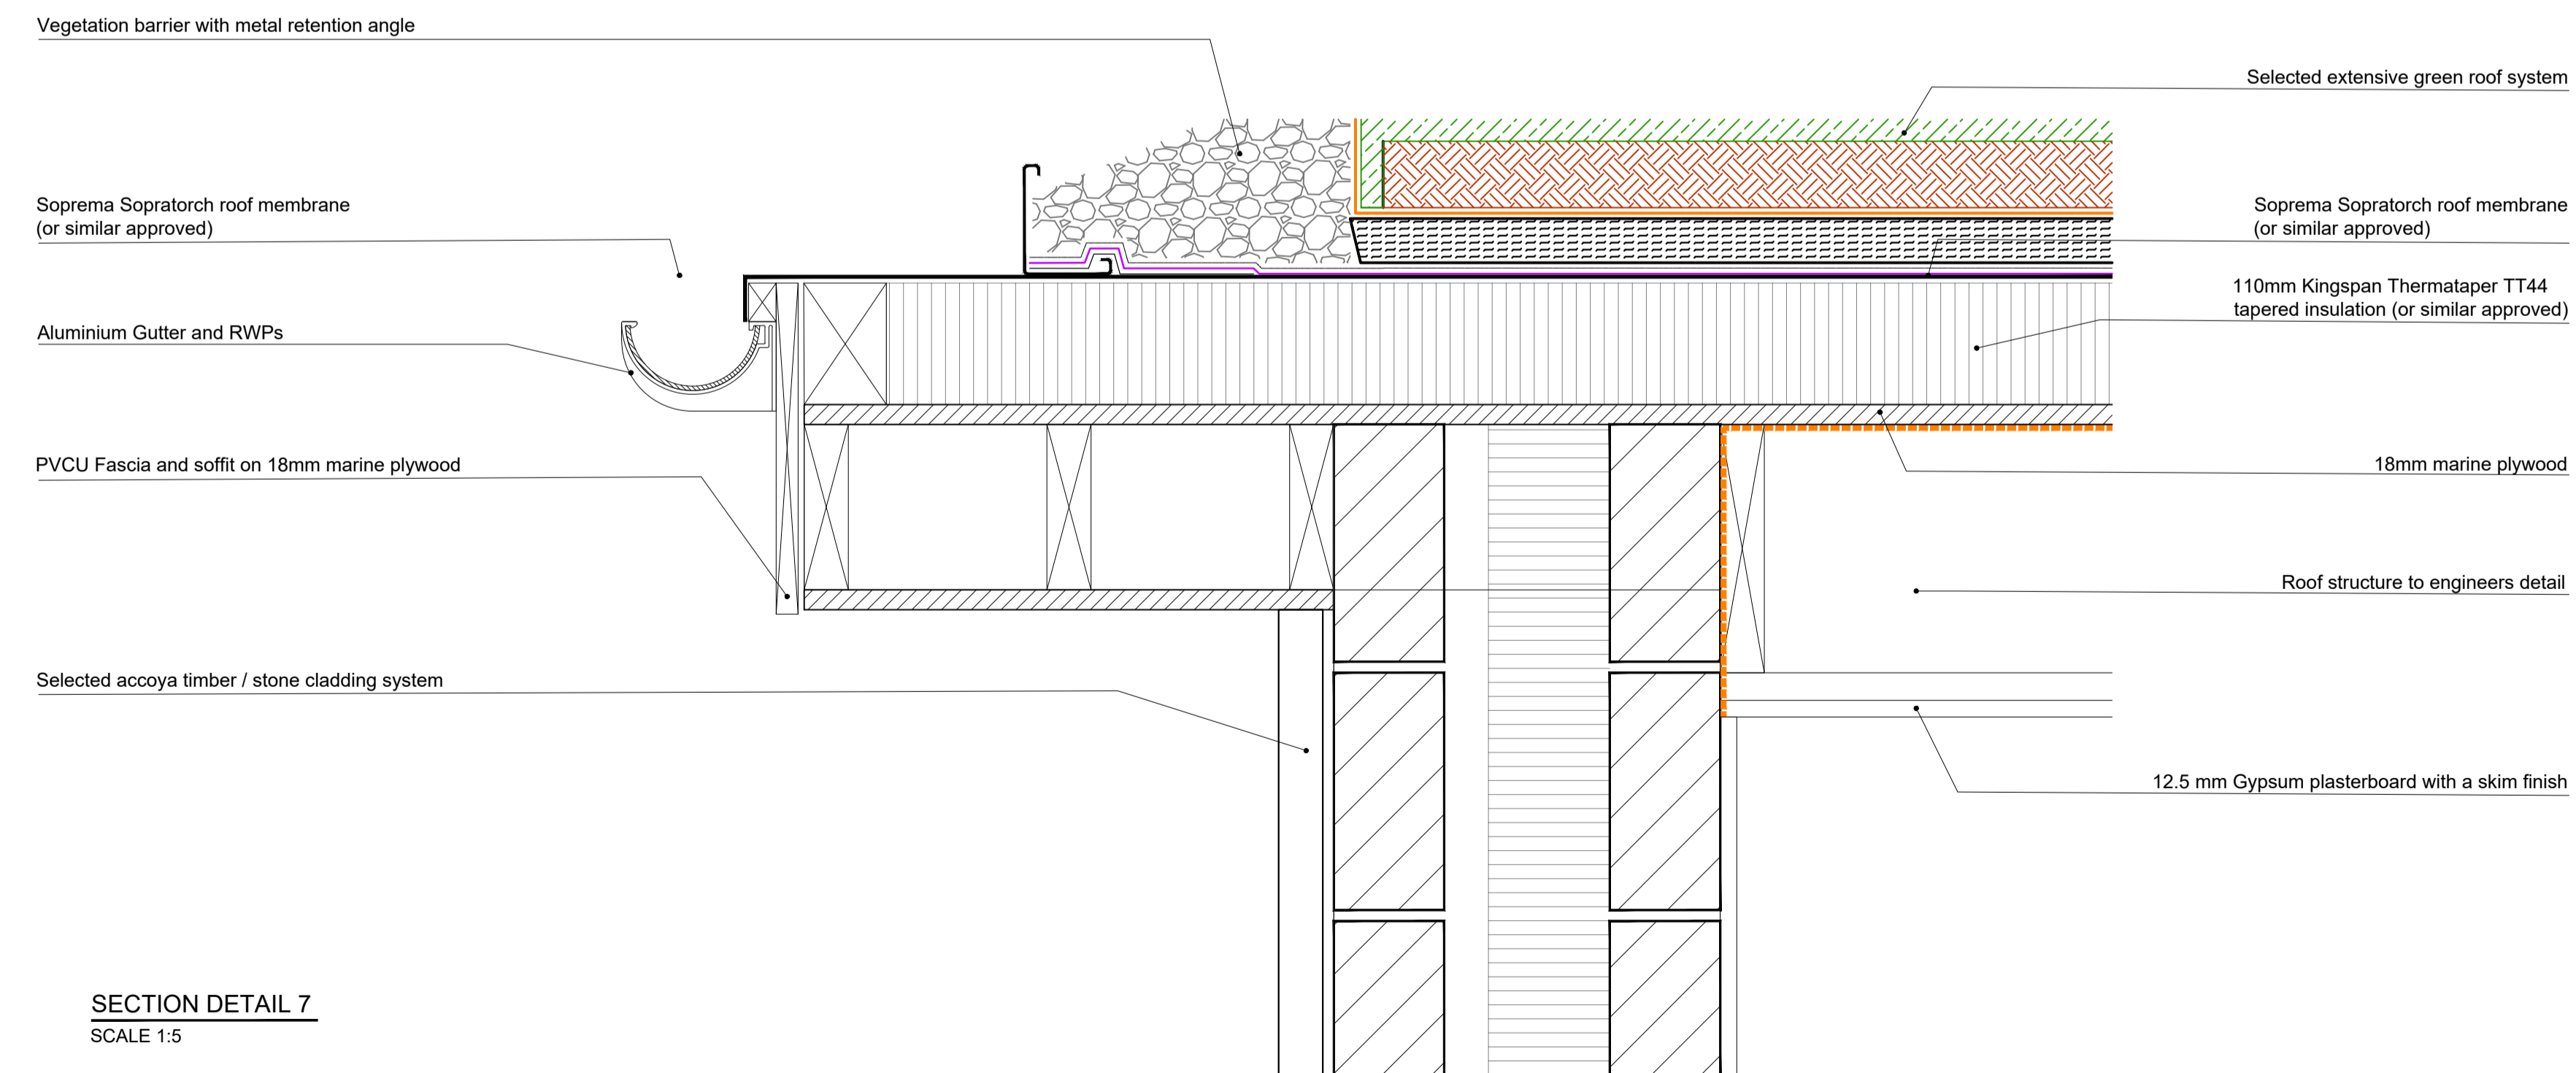 Vegetation barrier with metal retention angle
Soprema Sopratorch roof membrane
(or similar approved)
Aluminium Gutter and RWPs
PVCU Fascia and soffit on 18mm marine plywood
Selected accoya timber / stone cladding system
Selected extensive green roof system
Soprema Sopratorch roof membrane
(or similar approved)
110mm Kingspan Thermataper TT44
tapered insulation (or similar approved)
18mm marine plywood
Roof structure to engineers detail
12.5 mm Gypsum plasterboard with a skim finish
SECTION DETAIL 7
SCALE 1:5